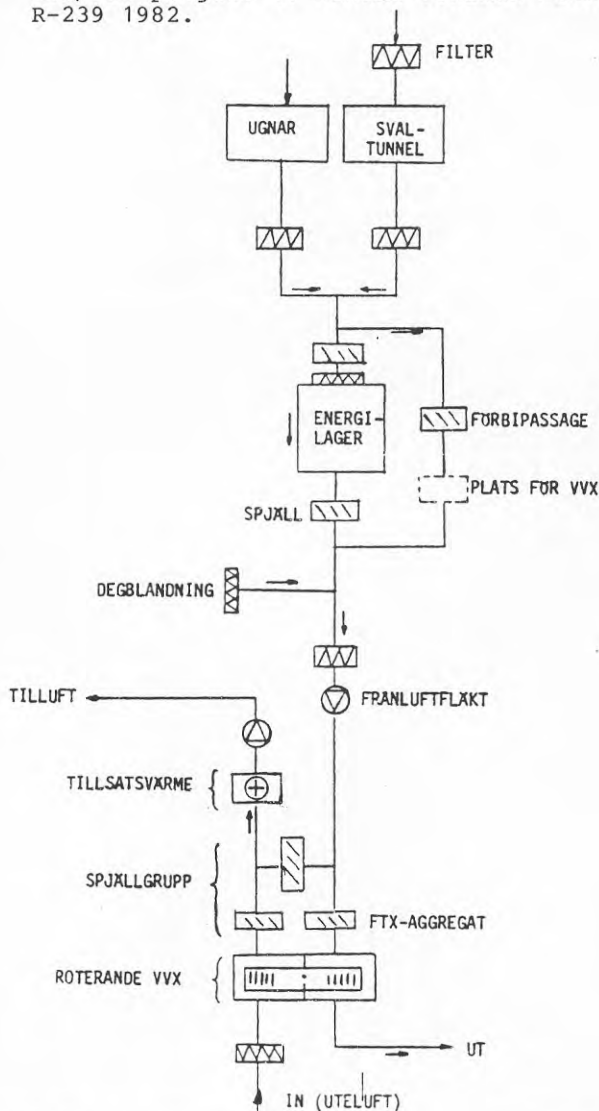 R-239 1982.
FILTER
UGNAR
SVAL-
TUNNEL
ENERGI-
LAGER
FÖRBIPASSAGE
PLATS FÖR VVX
SPJÄLL
DEGBLANDNING
TILLUFT
FRÅNLUFTFLÄKT
TILLSATSVÄRME
SPJÄLLGRUPP
FTX-AGGREGAT
ROTERANDE VVX
UT
IN (UTELUFT)